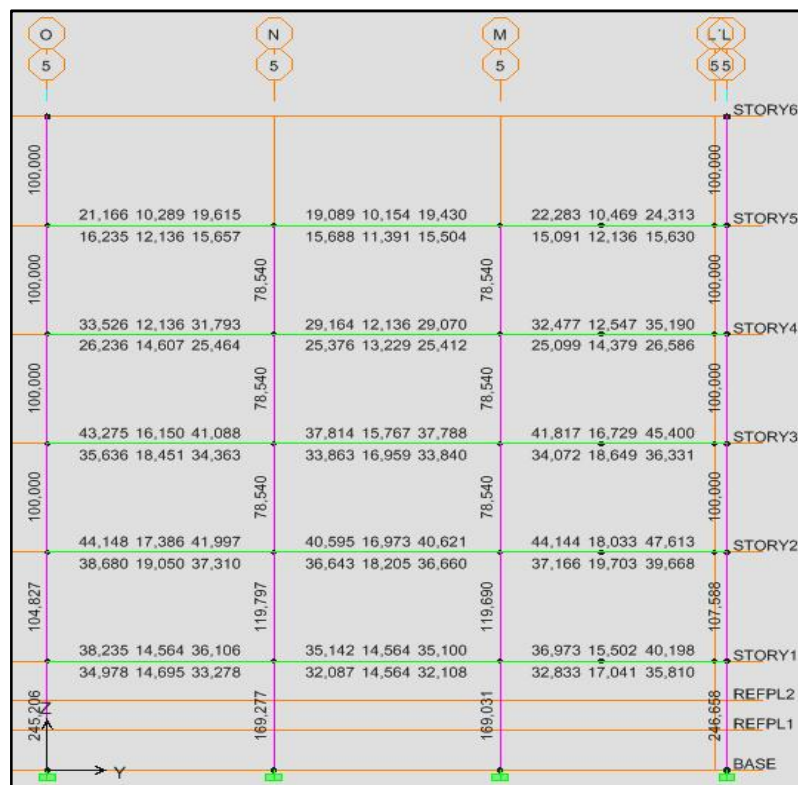 O N M L' L
5 5 5 5 5
STORY6
100,000 100,000
21,166 10,289 19,615 19,089 10,154 19,430 22,283 10,469 24,313 STORY5
16,235 12,136 15,657 15,688 11,391 15,504 15,091 12,136 15,630
100,000 78,540 78,540 100,000
33,526 12,136 31,793 29,164 12,136 29,070 32,477 12,547 35,190 STORY4
26,236 14,607 25,464 25,376 13,229 25,412 25,099 14,379 26,586
100,000 78,540 78,540 100,000
43,275 16,150 41,088 37,814 15,767 37,788 41,817 16,729 45,400 STORY3
35,636 18,451 34,363 33,863 16,959 33,840 34,072 18,649 36,331
100,000 78,540 78,540 100,000
44,148 17,386 41,997 40,595 16,973 40,621 44,144 18,033 47,613 STORY2
38,680 19,050 37,310 36,643 18,205 36,660 37,166 19,703 39,668
104,827 119,797 119,690 107,588
38,235 14,564 36,106 35,142 14,564 35,100 36,973 15,502 40,198 STORY1
34,978 14,695 33,278 32,087 14,564 32,108 32,833 17,041 35,810
245,206 169,277 169,031 246,658
REFPL2
Z
REFPL1
Y
BASE